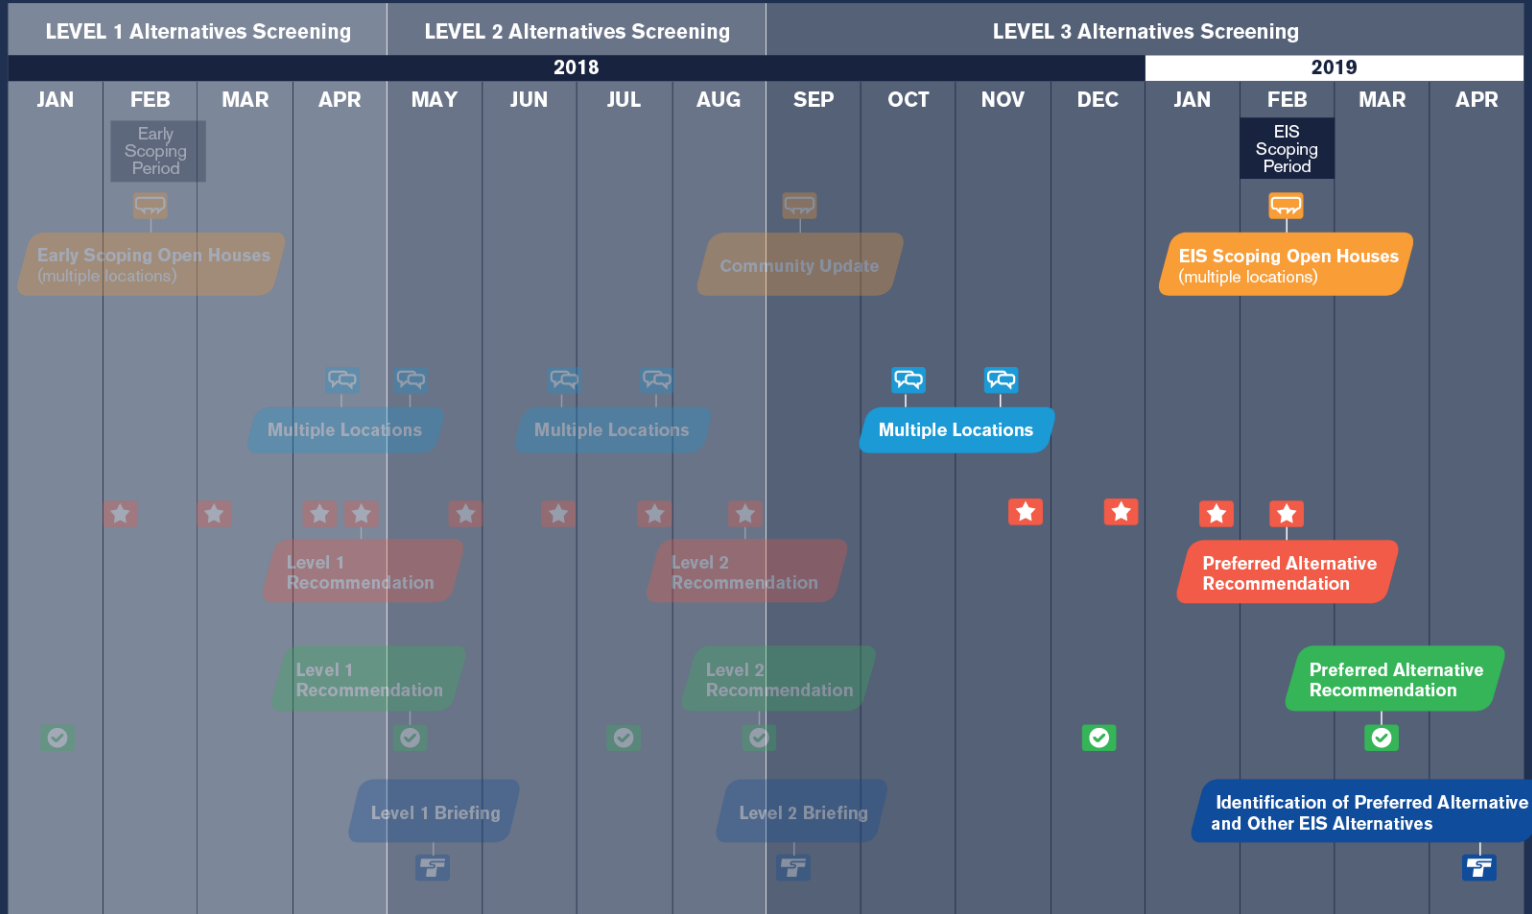 LEVEL 1 Alternatives Screening
LEVEL 2 Alternatives Screening
LEVEL 3 Alternatives Screening
2018
2019
JAN
FEB
MAR
APR
MAY
JUN
JUL
AUG
SEP
OCT
NOV
DEC
JAN
FEB
MAR
APR
Early
Scoping
Period
EIS
Scoping
Period
Early Scoping Open Houses
(multiple locations)
Community Update
EIS Scoping Open Houses
(multiple locations)
Multiple Locations
Multiple Locations
Multiple Locations
Level 1
Recommendation
Level 2
Recommendation
Preferred Alternative
Recommendation
Level 1
Recommendation
Level 2
Recommendation
Preferred Alternative
Recommendation
Level 1 Briefing
Level 2 Briefing
Identification of Preferred Alternative
and Other EIS Alternatives